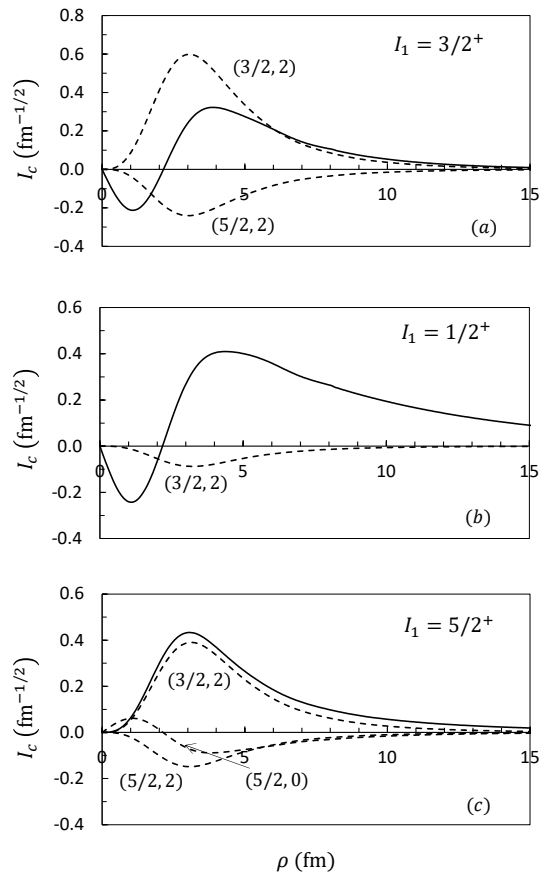 0.8
0.6
0.4
0.2
0.0
-0.2
-0.4
I_c (fm^{−1/2})
I_1 = 3/2^+
(3/2, 2)
(5/2, 2)
0 5 10 15
(a)
0.6
0.4
0.2
0.0
-0.2
-0.4
I_c (fm^{−1/2})
I_1 = 1/2^+
(3/2, 2)
0 5 10 15
(b)
0.6
0.4
0.2
0.0
-0.2
-0.4
I_c (fm^{−1/2})
I_1 = 5/2^+
(3/2, 2)
0 5 10 15
(5/2, 2)
(5/2, 0)
(c)
ρ (fm)